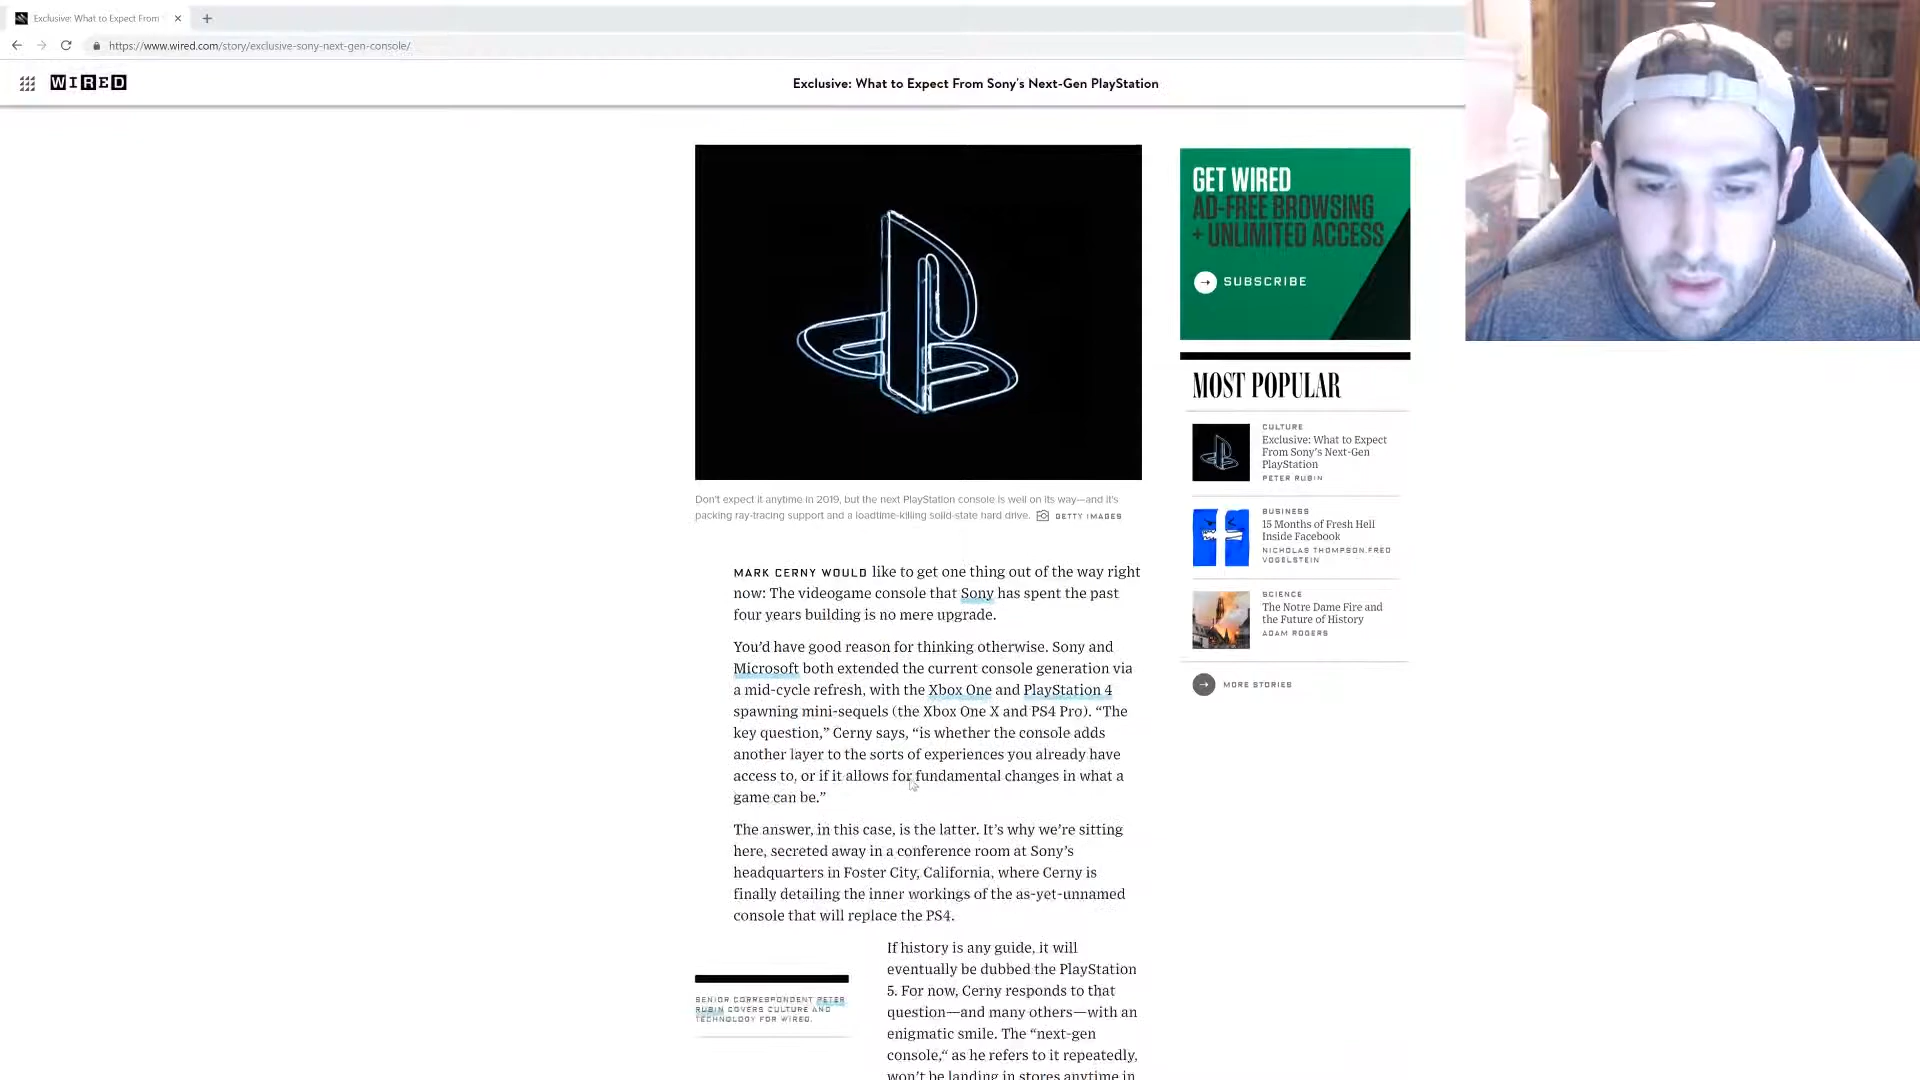 Exclusive: What to Expect From
https://www.wired.com/story/exclusive-sony-next-gen-console/
WIRED
Exclusive: What to Expect From Sony's Next-Gen PlayStation
Don't expect it anytime in 2019, but the next PlayStation console is well on its way—and it's
packing ray-tracing support and a loadtime-killing solid-state hard drive. GETTY IMAGES
MARK CERNY WOULD like to get one thing out of the way right
now: The videogame console that Sony has spent the past
four years building is no mere upgrade.
You’d have good reason for thinking otherwise. Sony and
Microsoft both extended the current console generation via
a mid-cycle refresh, with the Xbox One and PlayStation 4
spawning mini-sequels (the Xbox One X and PS4 Pro). “The
key question,” Cerny says, “is whether the console adds
another layer to the sorts of experiences you already have
access to, or if it allows for fundamental changes in what a
game can be.”
The answer, in this case, is the latter. It’s why we’re sitting
here, secreted away in a conference room at Sony’s
headquarters in Foster City, California, where Cerny is
finally detailing the inner workings of the as-yet-unnamed
console that will replace the PS4.
SENIOR CORRESPONDENT PETER
RUBIN COVERS CULTURE AND
TECHNOLOGY FOR WIRED.
If history is any guide, it will
eventually be dubbed the PlayStation
5. For now, Cerny responds to that
question—and many others—with an
enigmatic smile. The “next-gen
console,“ as he refers to it repeatedly,
won’t be landing in stores anytime in
GET WIRED
AD-FREE BROWSING
+ UNLIMITED ACCESS
SUBSCRIBE
MOST POPULAR
CULTURE
Exclusive: What to Expect
From Sony’s Next-Gen
PlayStation
PETER RUBIN
BUSINESS
15 Months of Fresh Hell
Inside Facebook
NICHOLAS THOMPSON,FRED
VOGELSTEIN
SCIENCE
The Notre Dame Fire and
the Future of History
ADAM ROGERS
MORE STORIES